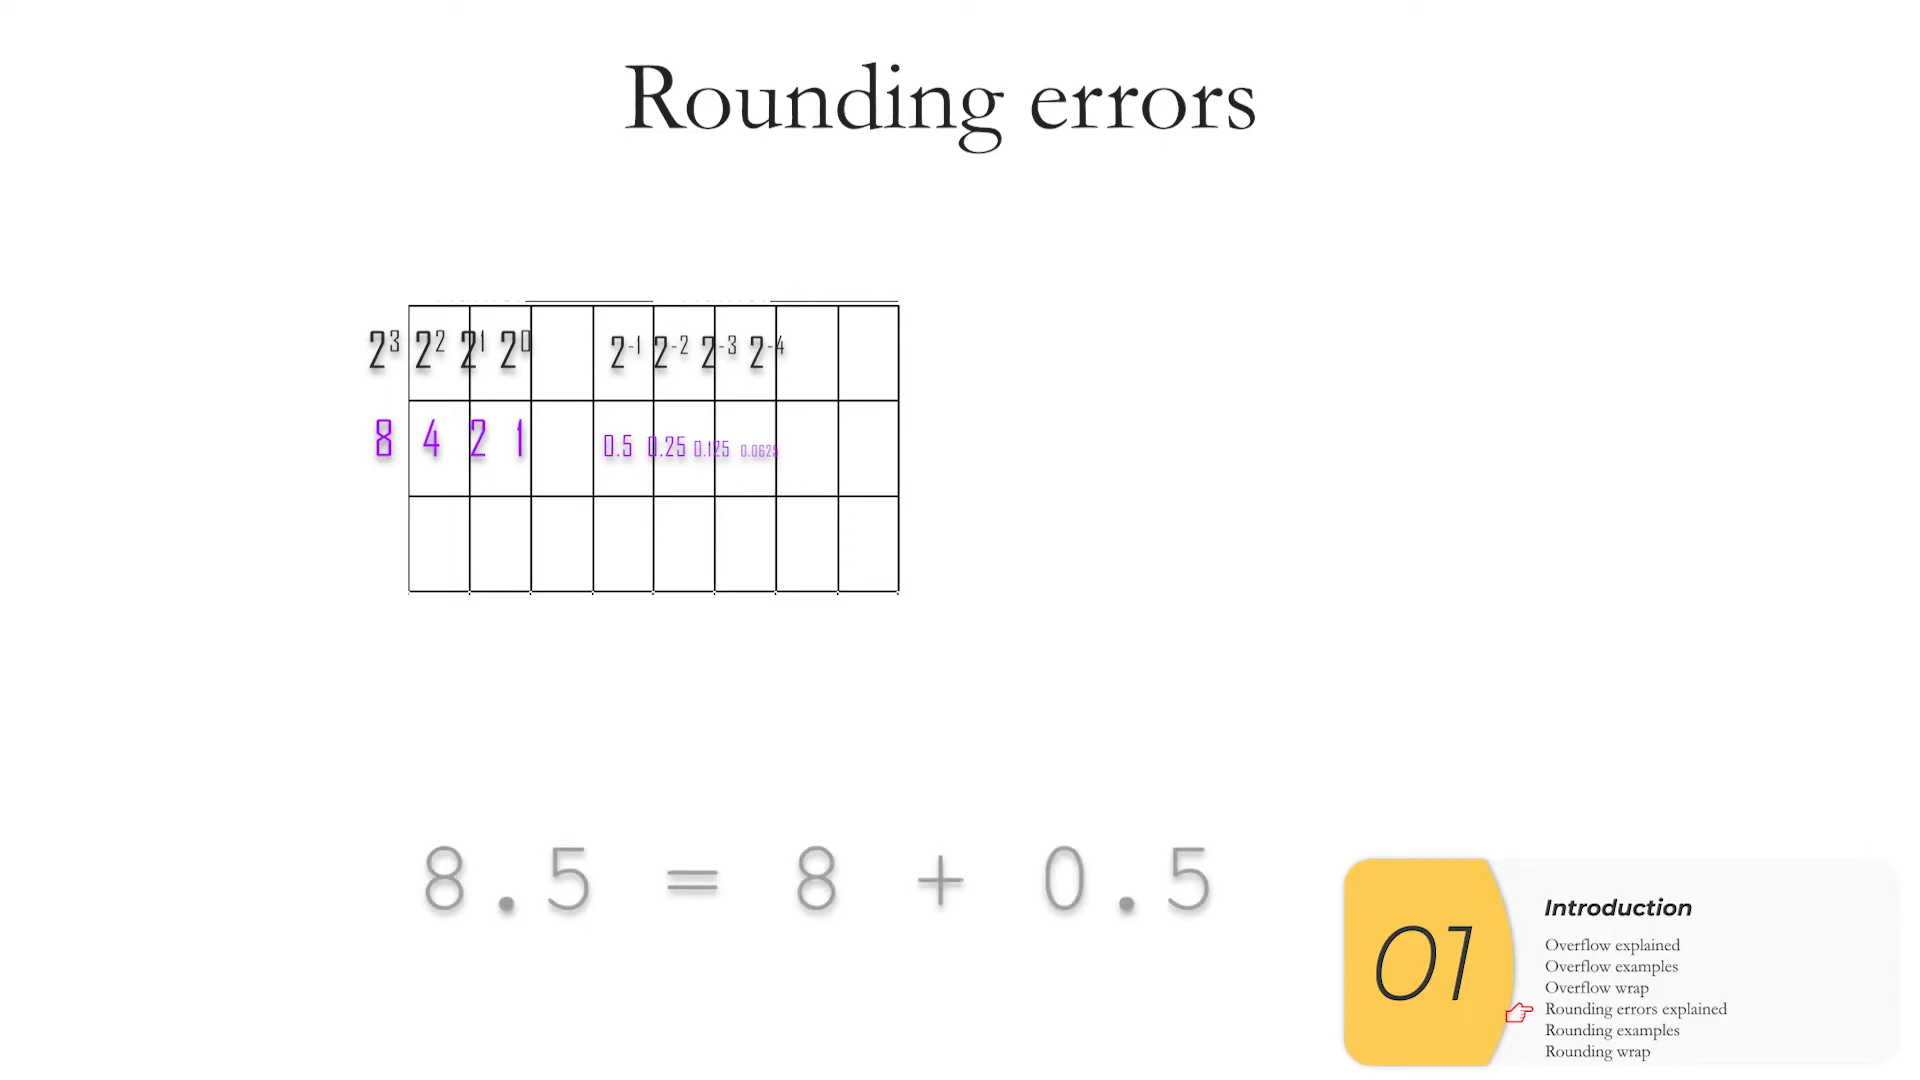 Rounding errors
2³ 2² 2¹ 2⁰ 2⁻¹ 2⁻² 2⁻³ 2⁻⁴
8 4 2 1 0.5 0.25 0.125 0.0625
8.5 = 8 + 0.5
01
Introduction
Overflow explained
Overflow examples
Overflow wrap
Rounding errors explained
Rounding examples
Rounding wrap